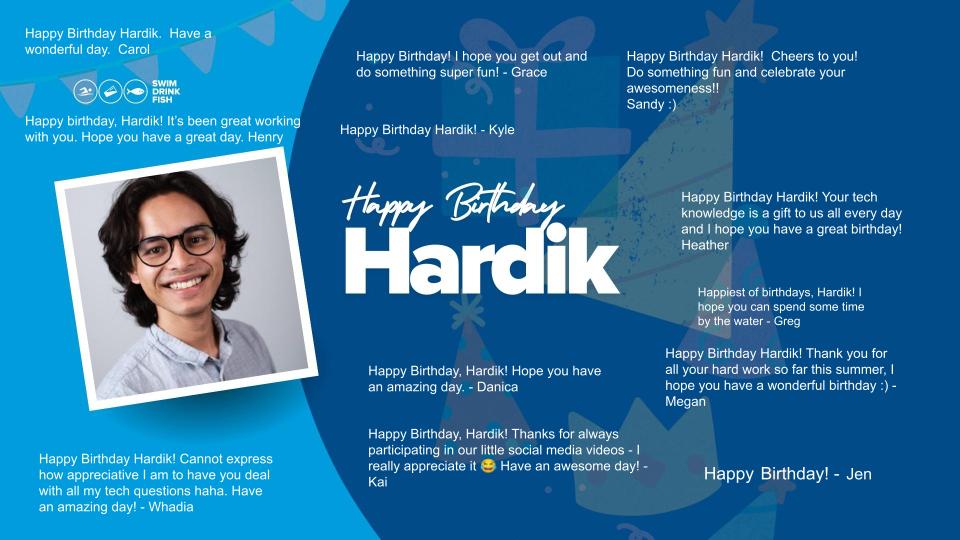 Happy Birthday Hardik.  Have a
wonderful day.  Carol
SWIM
DRINK
FISH
Happy birthday, Hardik! It’s been great working
with you. Hope you have a great day. Henry
Happy Birthday! I hope you get out and
do something super fun! - Grace
Happy Birthday Hardik!  Cheers to you!
Do something fun and celebrate your
awesomeness!!
Sandy :)
Happy Birthday Hardik! - Kyle
Happy Birthday
Hardik
Happy Birthday Hardik! Your tech
knowledge is a gift to us all every day
and I hope you have a great birthday!
Heather
Happiest of birthdays, Hardik! I
hope you can spend some time
by the water - Greg
Happy Birthday, Hardik! Hope you have
an amazing day. - Danica
Happy Birthday Hardik! Thank you for
all your hard work so far this summer, I
hope you have a wonderful birthday :) -
Megan
Happy Birthday, Hardik! Thanks for always
participating in our little social media videos - I
really appreciate it 😂 Have an awesome day! -
Kai
Happy Birthday! - Jen
Happy Birthday Hardik! Cannot express
how appreciative I am to have you deal
with all my tech questions haha. Have
an amazing day! - Whadia